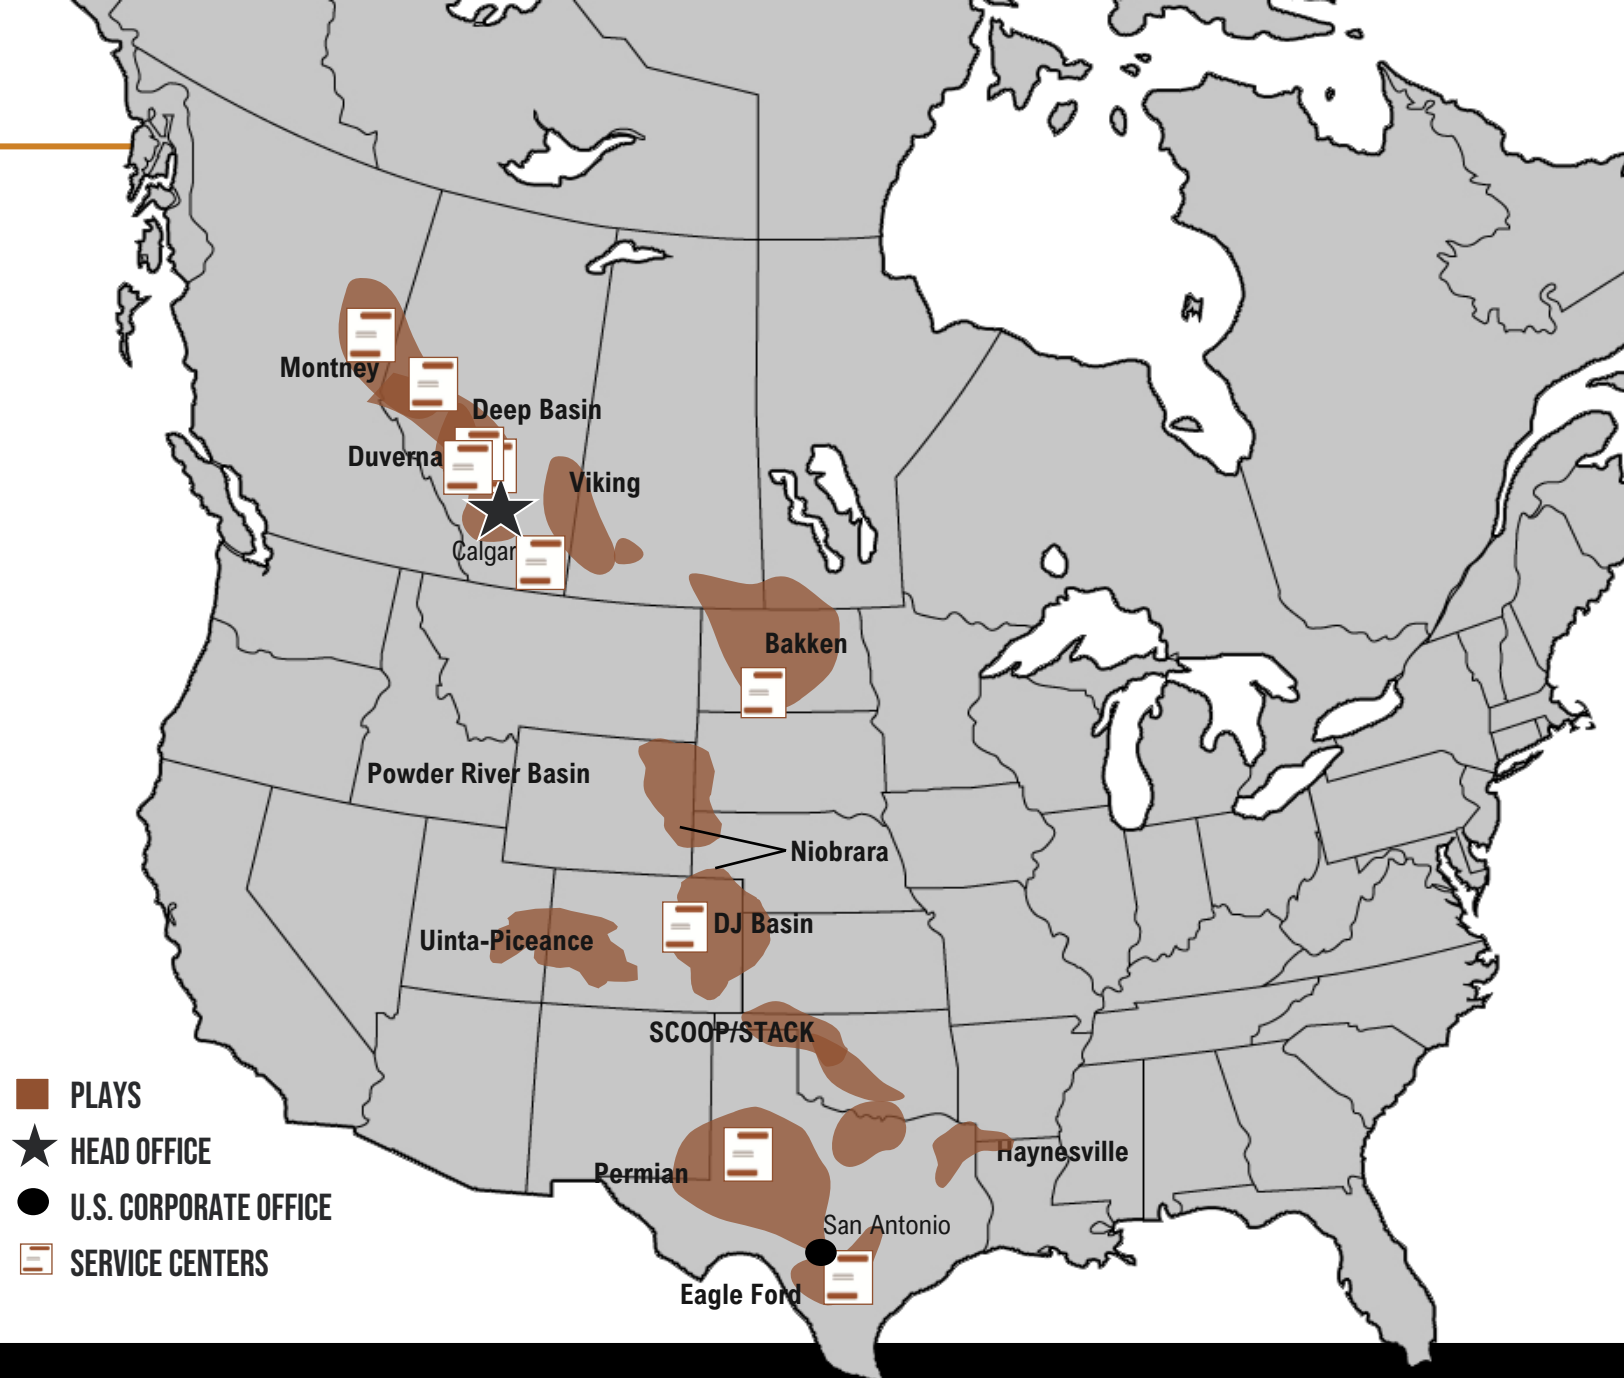 Montney
Deep Basin
Duverna
Viking
Calgar
Bakken
Powder River Basin
Niobrara
DJ Basin
Uinta-Piceance
SCOOP/STACK
PLAYS
HEAD OFFICE
Haynesville
Permian
U.S. CORPORATE OFFICE
San Antonio
SERVICE CENTERS
Eagle Ford